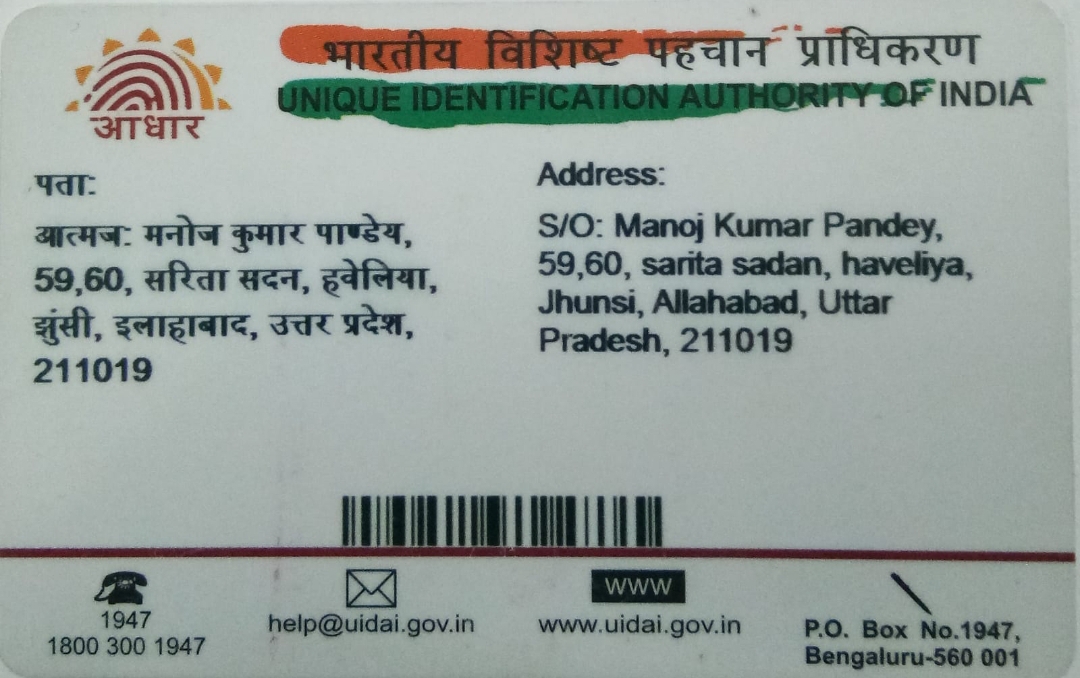 भारतीय विशिष्ट पहचान प्राधिकरण
UNIQUE IDENTIFICATION AUTHORITY OF INDIA
आधार
पता:
आत्मज: मनोज कुमार पाण्डेय,
59,60, सरिता सदन, हवेलिया,
झुंसी, इलाहाबाद, उत्तर प्रदेश,
211019
Address:
S/O: Manoj Kumar Pandey,
59,60, sarita sadan, haveliya,
Jhunsi, Allahabad, Uttar
Pradesh, 211019
1947
1800 300 1947
help@uidai.gov.in
WWW
www.uidai.gov.in
P.O. Box No.1947,
Bengaluru-560 001